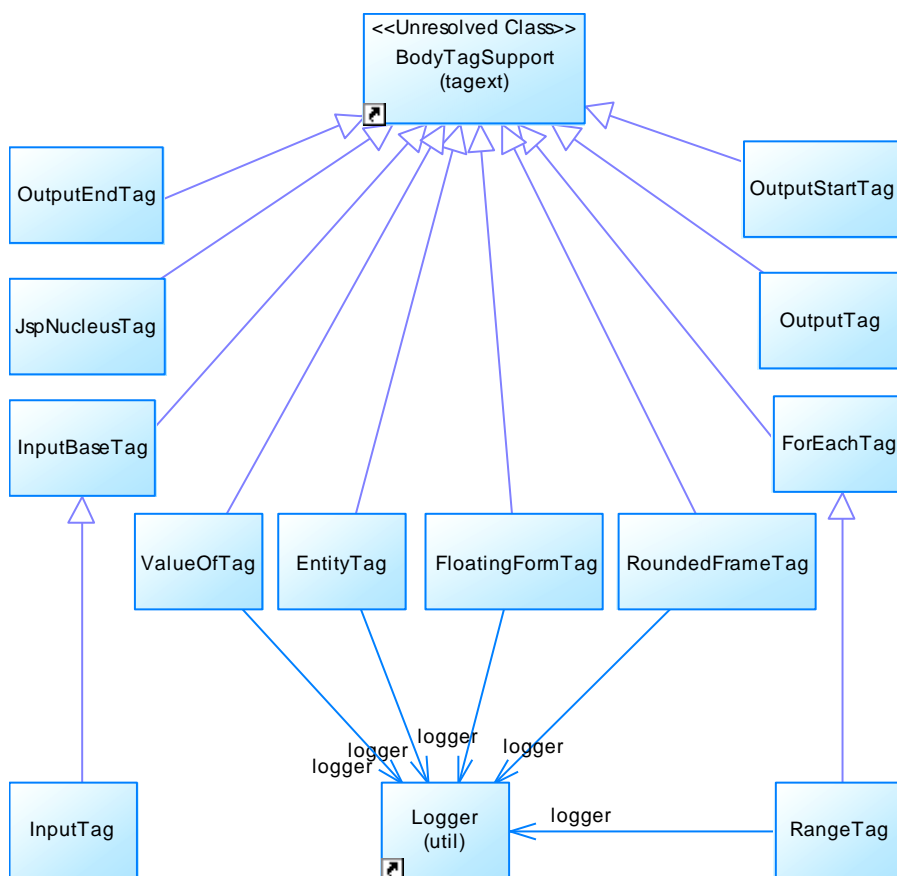 <<Unresolved Class>>
BodyTagSupport
(tagext)
OutputEndTag
OutputStartTag
JspNucleusTag
OutputTag
InputBaseTag
ForEachTag
ValueOfTag
EntityTag
FloatingFormTag
RoundedFrameTag
logger
logger
logger
logger
logger
InputTag
Logger
(util)
RangeTag